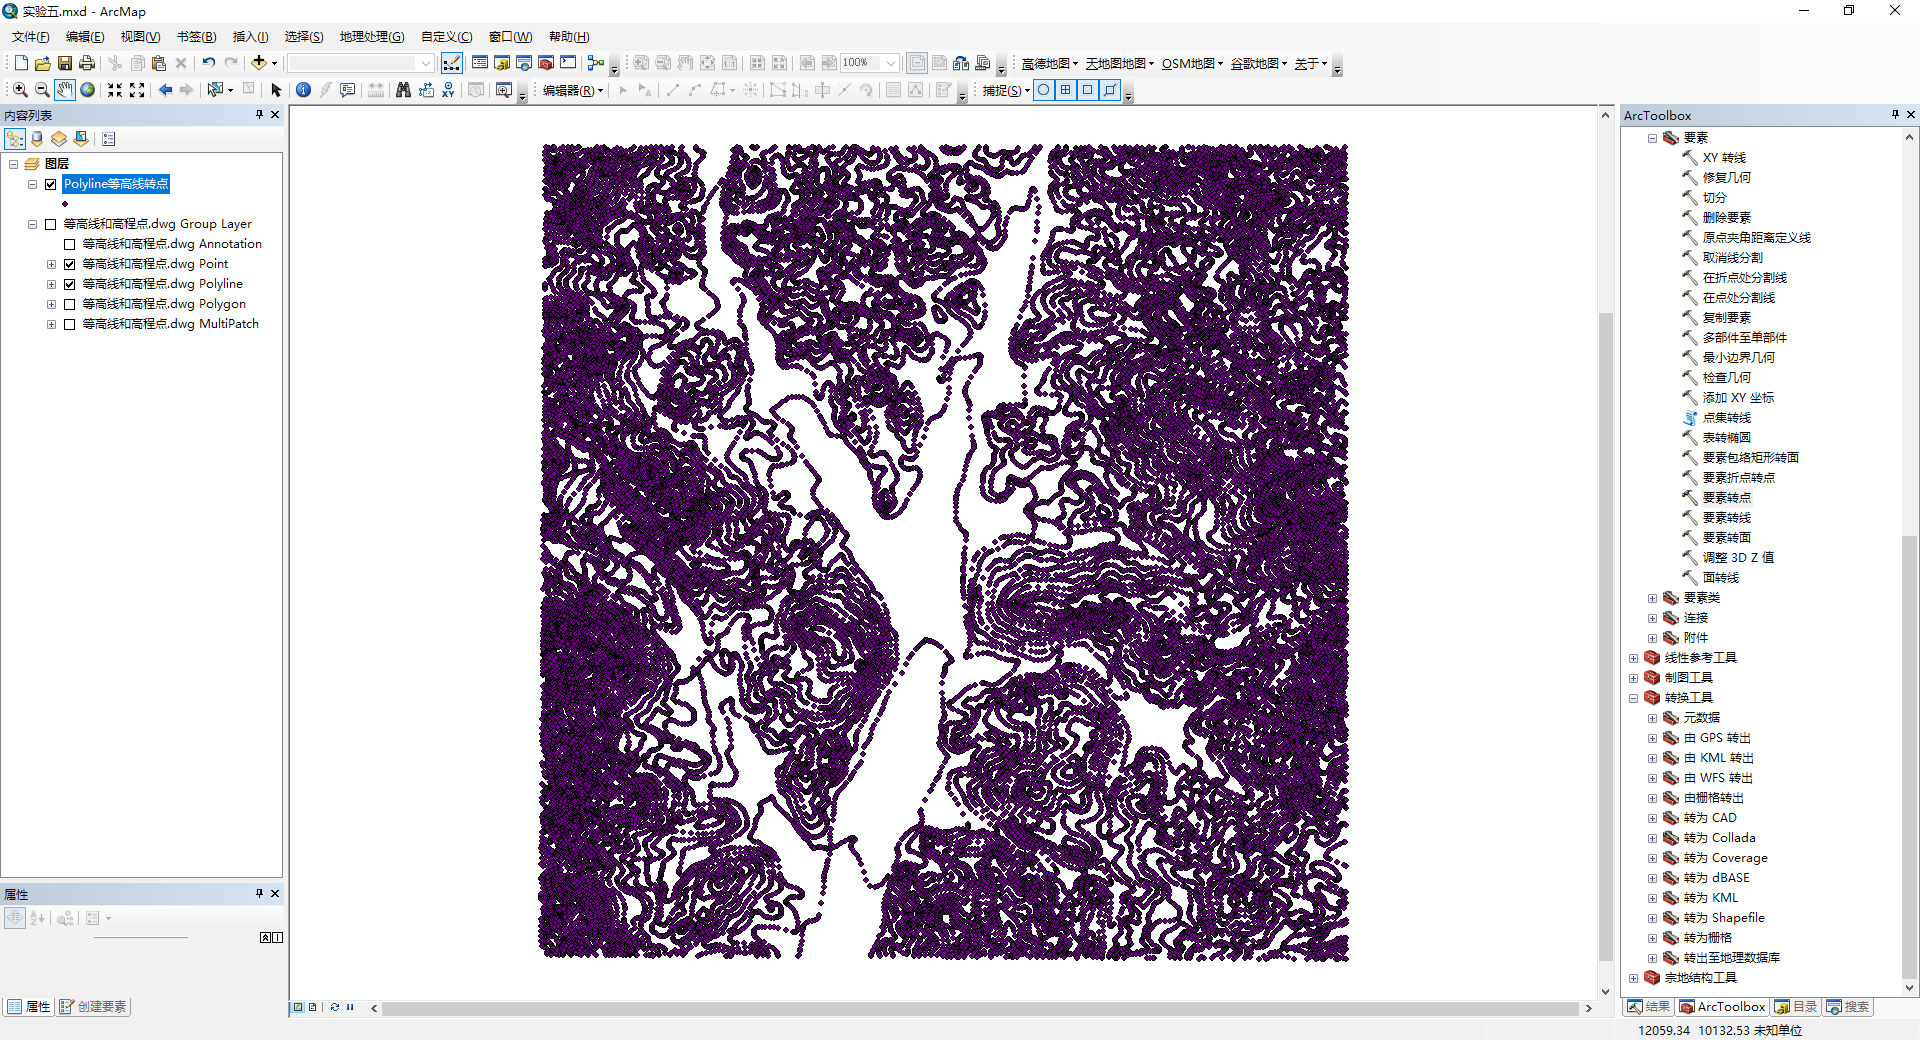 实验五.mxd - ArcMap
文件(F) 编辑(E) 视图(V) 书签(B) 插入(I) 选择(S) 地理处理(G) 自定义(C) 窗口(W) 帮助(H)
100% 高德地图 天地图地图 OSM地图 谷歌地图 关于
编辑器(R) 捕捉(S)
内容列表
图层
Polyline等高线转点
等高线和高程点.dwg Group Layer
等高线和高程点.dwg Annotation
等高线和高程点.dwg Point
等高线和高程点.dwg Polyline
等高线和高程点.dwg Polygon
等高线和高程点.dwg MultiPatch
属性
属性 创建要素
ArcToolbox
要素
XY 转线
修复几何
切分
删除要素
原点夹角距离定义线
取消线分割
在折点处分割线
在点处分割线
复制要素
多部件至单部件
最小边界几何
检查几何
添加 XY 坐标
点集转线
表转椭圆
要素包络矩形转面
要素折点转点
要素转点
要素转线
要素转面
调整 3D Z 值
面转线
要素类
连接
附件
线性参考工具
制图工具
转换工具
元数据
由 GPS 转出
由 KML 转出
由 WFS 转出
由栅格转出
转为 CAD
转为 Collada
转为 Coverage
转为 dBASE
转为 KML
转为 Shapefile
转为栅格
转出至地理数据库
宗地结构工具
结果 ArcToolbox 目录 搜索
12059.34 10132.53 未知单位